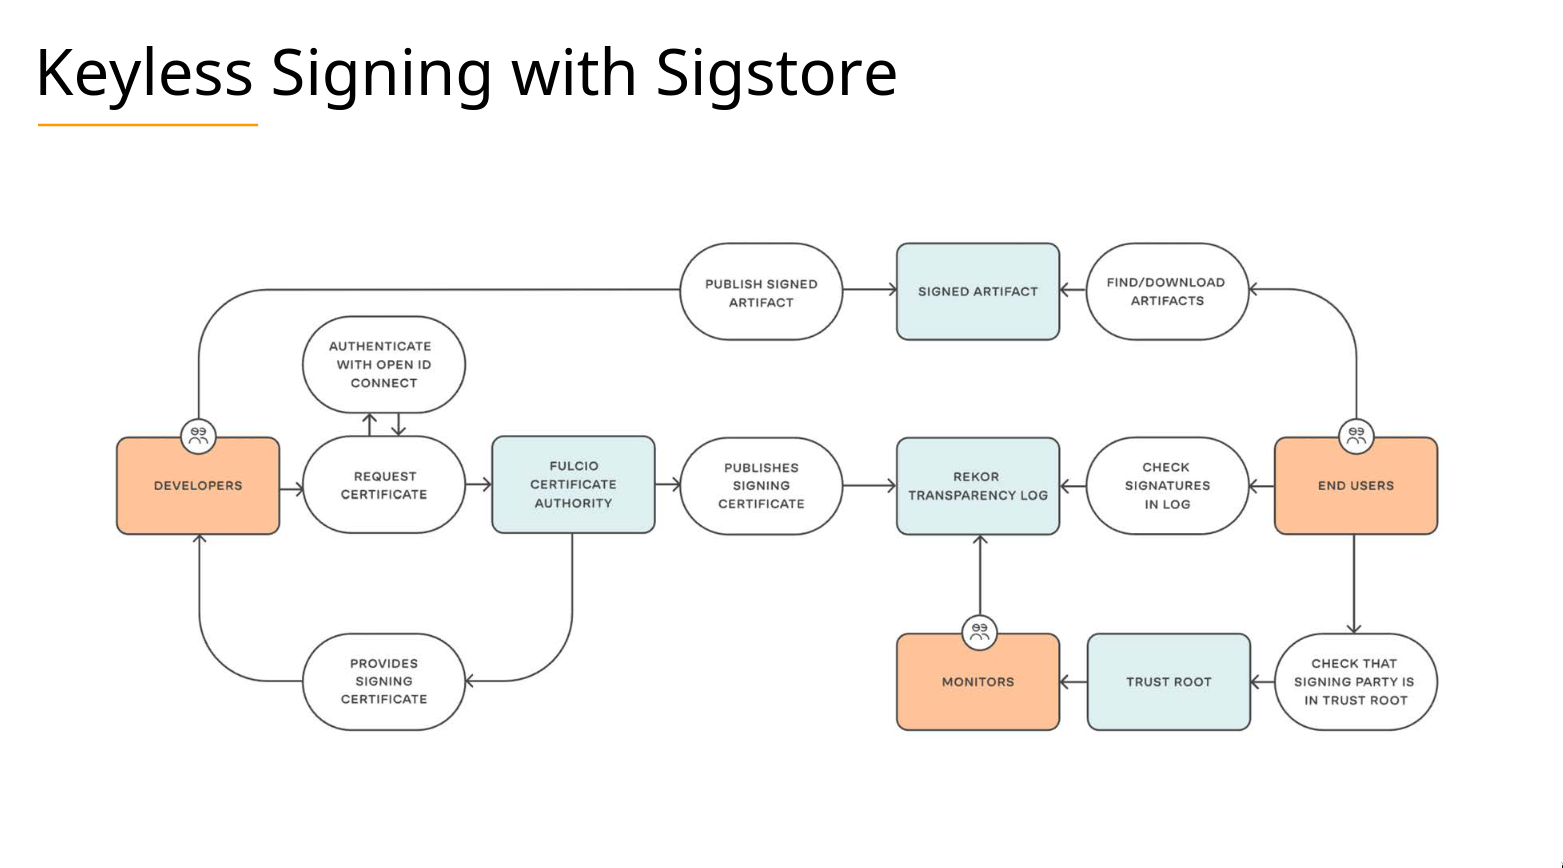 Keyless Signing with Sigstore
PUBLISH SIGNED
ARTIFACT
SIGNED ARTIFACT
FIND/DOWNLOAD
ARTIFACTS
AUTHENTICATE
WITH OPEN ID
CONNECT
DEVELOPERS
REQUEST
CERTIFICATE
FULCIO
CERTIFICATE
AUTHORITY
PUBLISHES
SIGNING
CERTIFICATE
REKOR
TRANSPARENCY LOG
CHECK
SIGNATURES
IN LOG
END USERS
PROVIDES
SIGNING
CERTIFICATE
MONITORS
TRUST ROOT
CHECK THAT
SIGNING PARTY IS
IN TRUST ROOT